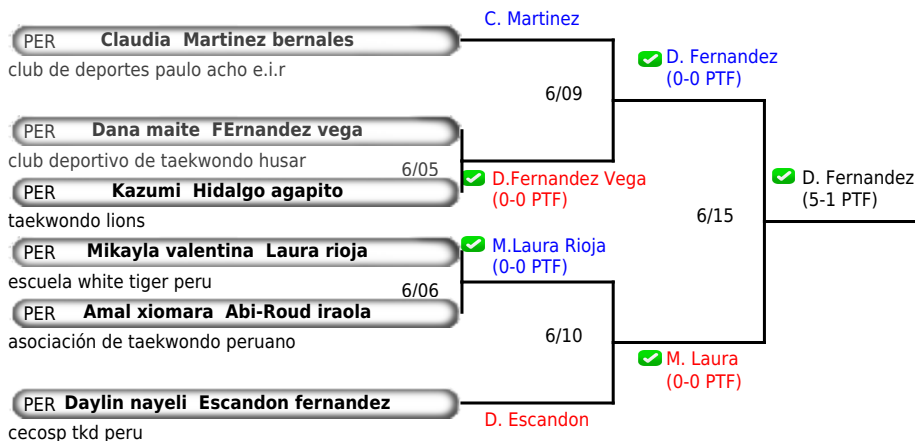 C. Martinez
PER Claudia Martinez bernales
club de deportes paulo acho e.i.r
D. Fernandez
(0-0 PTF)
6/09
PER Dana maite FErnandez vega
club deportivo de taekwondo husar
6/05
D.Fernandez Vega
(0-0 PTF)
PER Kazumi Hidalgo agapito
taekwondo lions
D. Fernandez
(5-1 PTF)
6/15
PER Mikayla valentina Laura rioja
M.Laura Rioja
(0-0 PTF)
escuela white tiger peru
6/06
PER Amal xiomara Abi-Roud iraola
asociación de taekwondo peruano
6/10
M. Laura
(0-0 PTF)
PER Daylin nayeli Escandon fernandez
D. Escandon
cecosp tkd peru